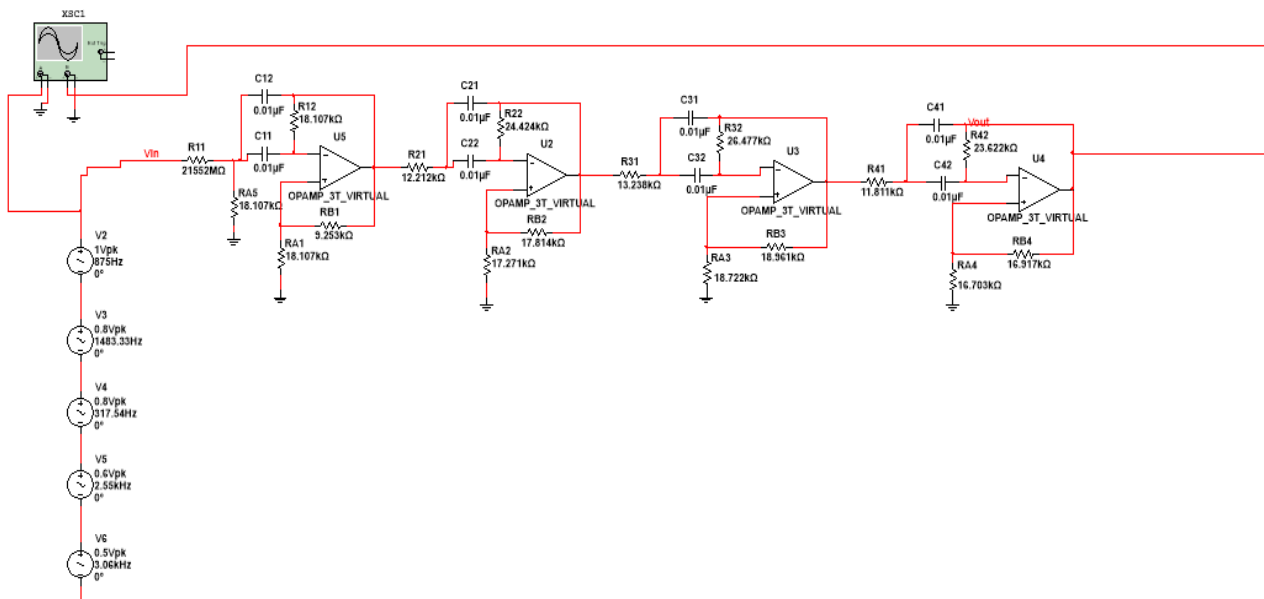 XSC1
Ext Trig
A
B
Vin
R11
21552MΩ
RA5
18.107kΩ
C12
0.01µF
R12
18.107kΩ
C11
0.01µF
U5
OPAMP_3T_VIRTUAL
RB1
9.253kΩ
RA1
18.107kΩ
R21
12.212kΩ
C21
0.01µF
R22
24.424kΩ
C22
0.01µF
U2
OPAMP_3T_VIRTUAL
RB2
17.814kΩ
RA2
17.271kΩ
R31
13.238kΩ
C31
0.01µF
R32
26.477kΩ
C32
0.01µF
U3
OPAMP_3T_VIRTUAL
RB3
18.961kΩ
RA3
18.722kΩ
R41
11.811kΩ
C41
0.01µF
Vout
R42
23.622kΩ
C42
0.01µF
U4
OPAMP_3T_VIRTUAL
RB4
16.917kΩ
RA4
16.703kΩ
V2
1Vpk
875Hz
0°
V3
0.8Vpk
1483.33Hz
0°
V4
0.8Vpk
317.54Hz
0°
V5
0.6Vpk
2.55kHz
0°
V6
0.5Vpk
3.06kHz
0°